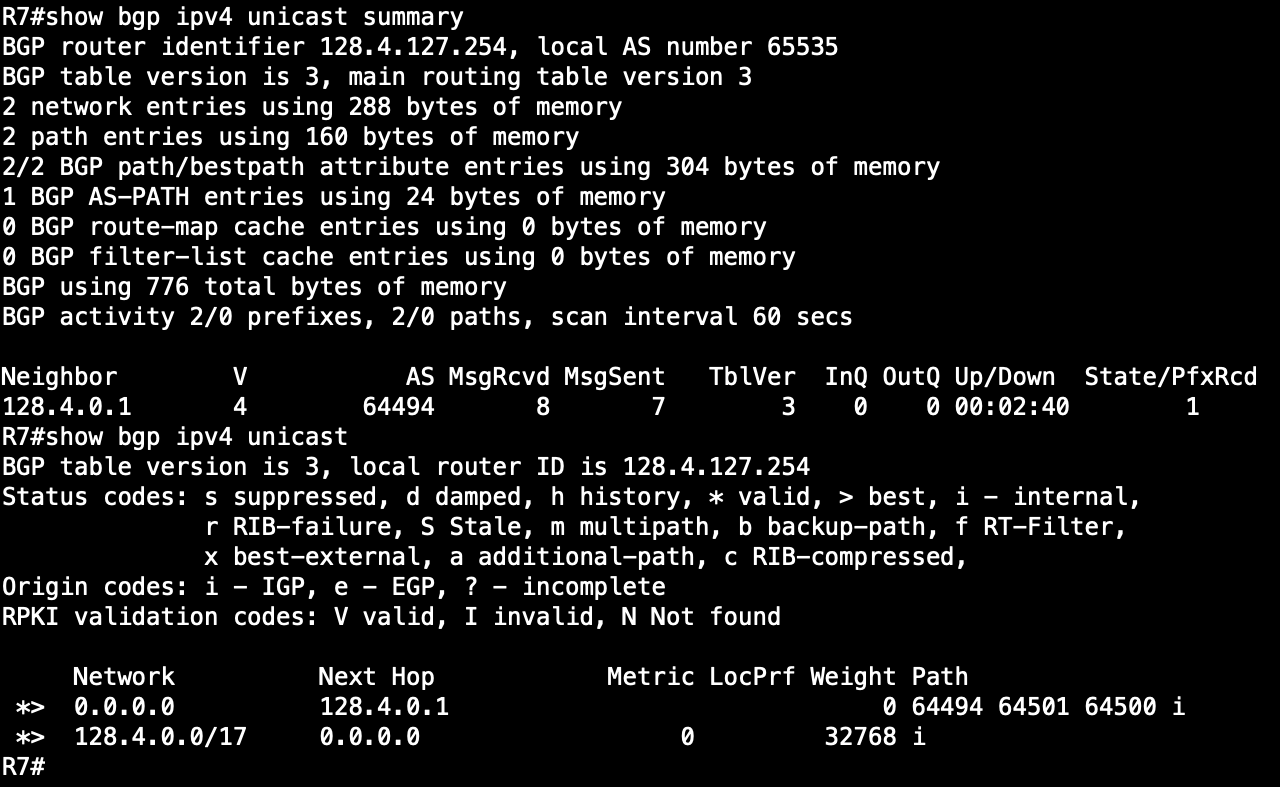 R7#show bgp ipv4 unicast summary
BGP router identifier 128.4.127.254, local AS number 65535
BGP table version is 3, main routing table version 3
2 network entries using 288 bytes of memory
2 path entries using 160 bytes of memory
2/2 BGP path/bestpath attribute entries using 304 bytes of memory
1 BGP AS-PATH entries using 24 bytes of memory
0 BGP route-map cache entries using 0 bytes of memory
0 BGP filter-list cache entries using 0 bytes of memory
BGP using 776 total bytes of memory
BGP activity 2/0 prefixes, 2/0 paths, scan interval 60 secs

Neighbor        V           AS MsgRcvd MsgSent   TblVer  InQ OutQ Up/Down  State/PfxRcd
128.4.0.1       4        64494       8       7        3    0    0 00:02:40        1
R7#show bgp ipv4 unicast
BGP table version is 3, local router ID is 128.4.127.254
Status codes: s suppressed, d damped, h history, * valid, > best, i - internal,
              r RIB-failure, S Stale, m multipath, b backup-path, f RT-Filter,
              x best-external, a additional-path, c RIB-compressed,
Origin codes: i - IGP, e - EGP, ? - incomplete
RPKI validation codes: V valid, I invalid, N Not found

     Network          Next Hop            Metric LocPrf Weight Path
 *>  0.0.0.0          128.4.0.1                              0 64494 64501 64500 i
 *>  128.4.0.0/17     0.0.0.0                  0         32768 i
R7#